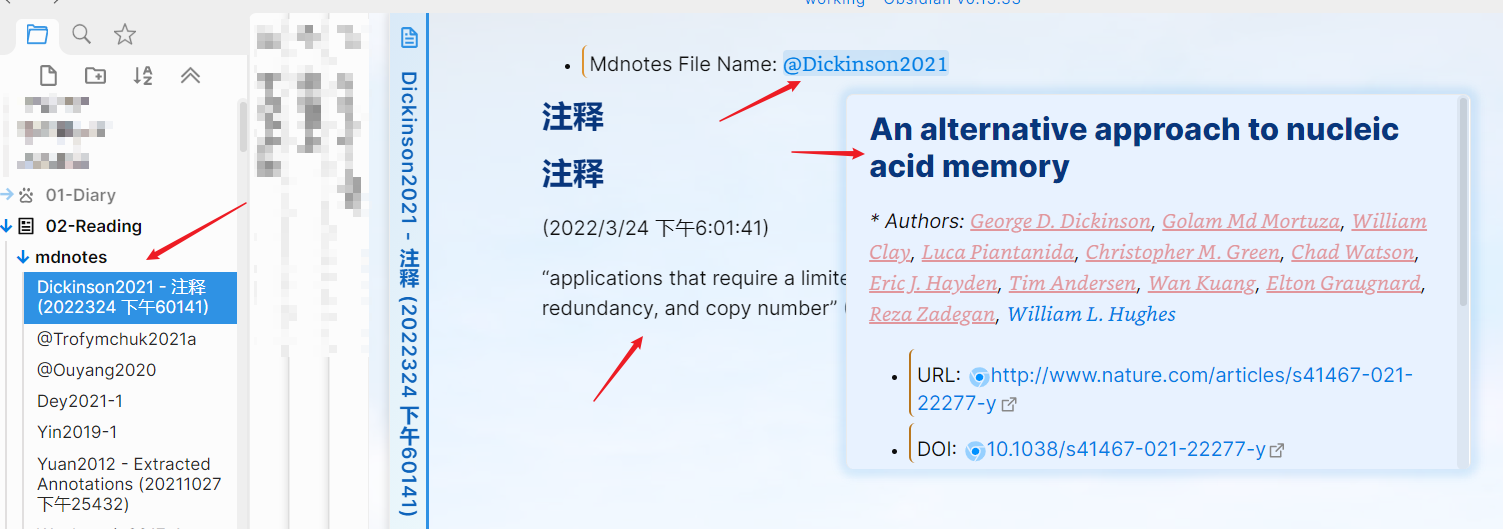 working - Obsidian v0.13.33
01-Diary
02-Reading
mdnotes
Dickinson2021 - 注释
(2022324 下午60141)
@Trofymchuk2021a
@Ouyang2020
Dey2021-1
Yin2019-1
Yuan2012 - Extracted
Annotations (20211027
下午25432)
Dickinson2021 - 注释 (2022324 下午60141)
Mdnotes File Name: @Dickinson2021
注释
注释
(2022/3/24 下午6:01:41)
“applications that require a limite
redundancy, and copy number” (
An alternative approach to nucleic
acid memory
* Authors: George D. Dickinson, Golam Md Mortuza, William
Clay, Luca Piantanida, Christopher M. Green, Chad Watson,
Eric J. Hayden, Tim Andersen, Wan Kuang, Elton Graugnard,
Reza Zadegan, William L. Hughes
URL: http://www.nature.com/articles/s41467-021-
22277-y
DOI: 10.1038/s41467-021-22277-y